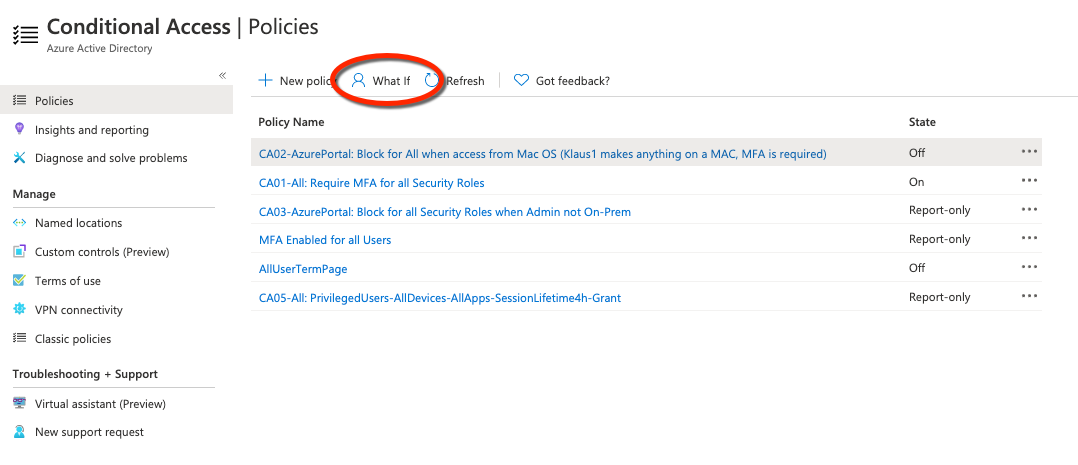 Conditional Access | Policies
Azure Active Directory
«
New policy What If Refresh Got feedback?
Policies
Insights and reporting
Diagnose and solve problems
Manage
Named locations
Custom controls (Preview)
Terms of use
VPN connectivity
Classic policies
Troubleshooting + Support
Virtual assistant (Preview)
New support request
Policy Name State
CA02-AzurePortal: Block for All when access from Mac OS (Klaus1 makes anything on a MAC, MFA is required) Off
CA01-All: Require MFA for all Security Roles On
CA03-AzurePortal: Block for all Security Roles when Admin not On-Prem Report-only
MFA Enabled for all Users Report-only
AllUserTermPage Off
CA05-All: PrivilegedUsers-AllDevices-AllApps-SessionLifetime4h-Grant Report-only